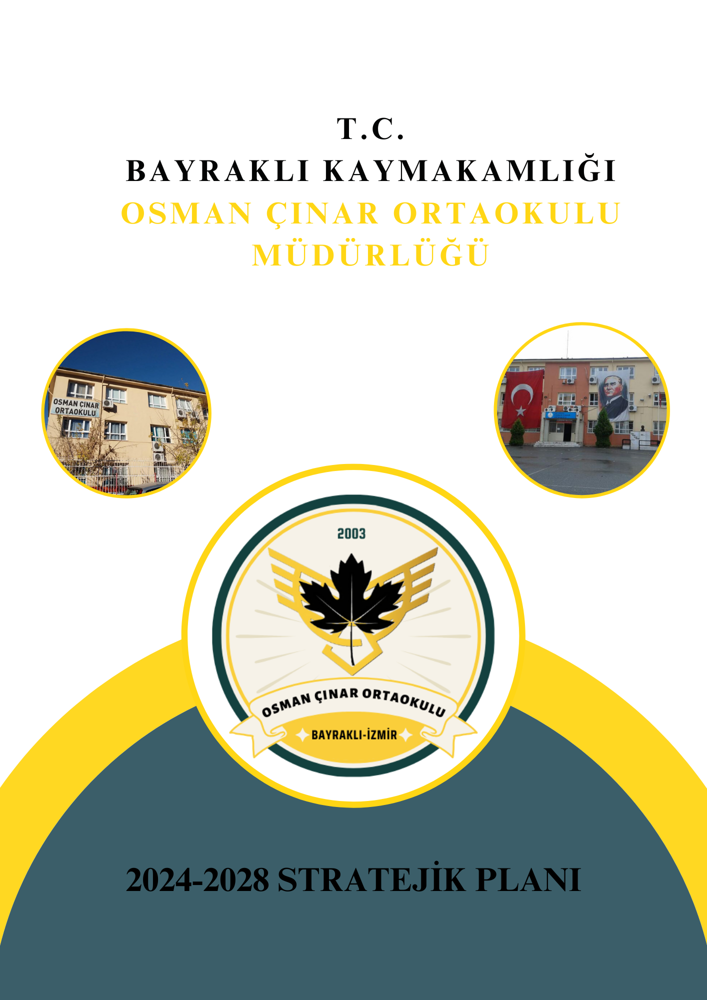 T.C.
BAYRAKLI KAYMAKAMLIĞI
OSMAN ÇINAR ORTAOKULU
MÜDÜRLÜĞÜ
OSMAN ÇINAR
ORTAOKULU
2003
OSMAN ÇINAR ORTAOKULU
BAYRAKLI-İZMİR
2024-2028 STRATEJİK PLANI